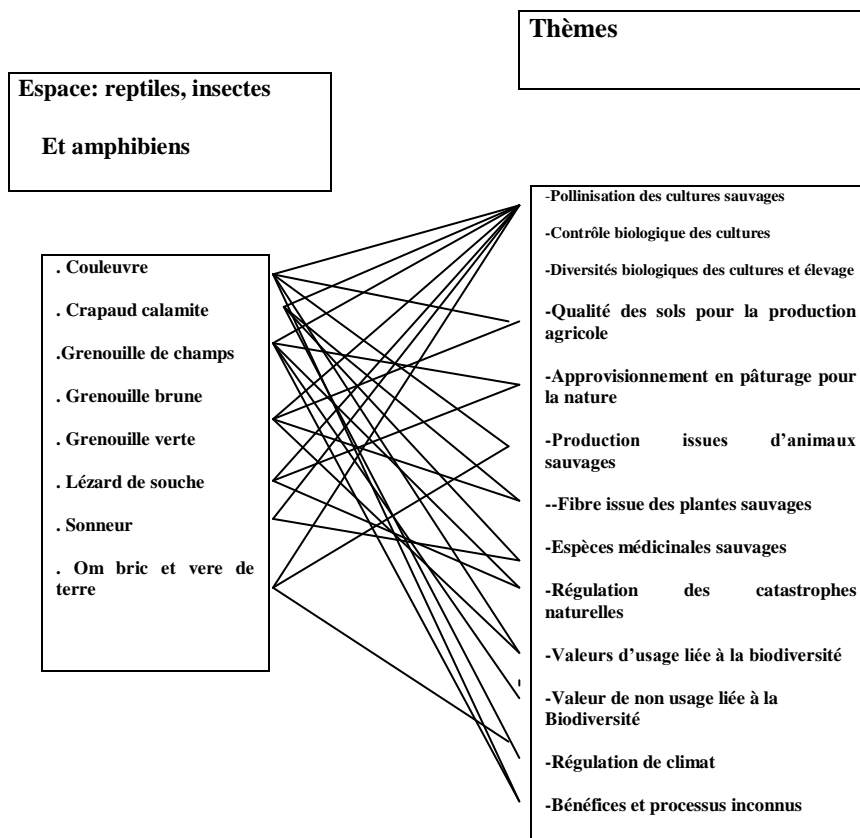 Thèmes
Espace: reptiles, insectes
Et amphibiens
-Pollinisation des cultures sauvages
-Contrôle biologique des cultures
-Diversités biologiques des cultures et élevage
-Qualité des sols pour la production
agricole
-Approvisionnement en pâturage pour
la nature
-Production issues d’animaux
sauvages
--Fibre issue des plantes sauvages
-Espèces médicinales sauvages
-Régulation des catastrophes
naturelles
-Valeurs d’usage liée à la biodiversité
-Valeur de non usage liée à la
Biodiversité
-Régulation de climat
-Bénéfices et processus inconnus
. Couleuvre
. Crapaud calamite
.Grenouille de champs
. Grenouille brune
. Grenouille verte
. Lézard de souche
. Sonneur
. Om bric et vere de
terre